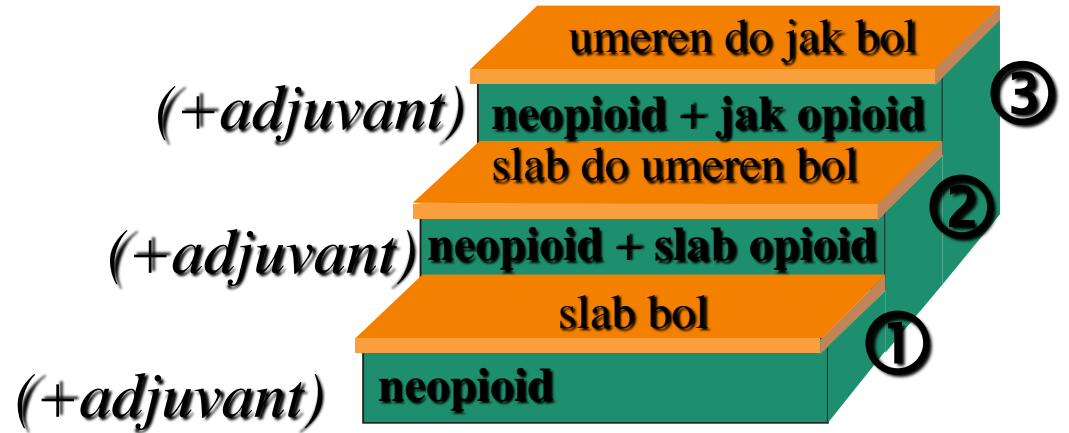 umeren do jak bol
③
(+adjuvant) neopioid + jak opioid
slab do umeren bol
②
(+adjuvant) neopioid + slab opioid
slab bol
①
(+adjuvant) neopioid